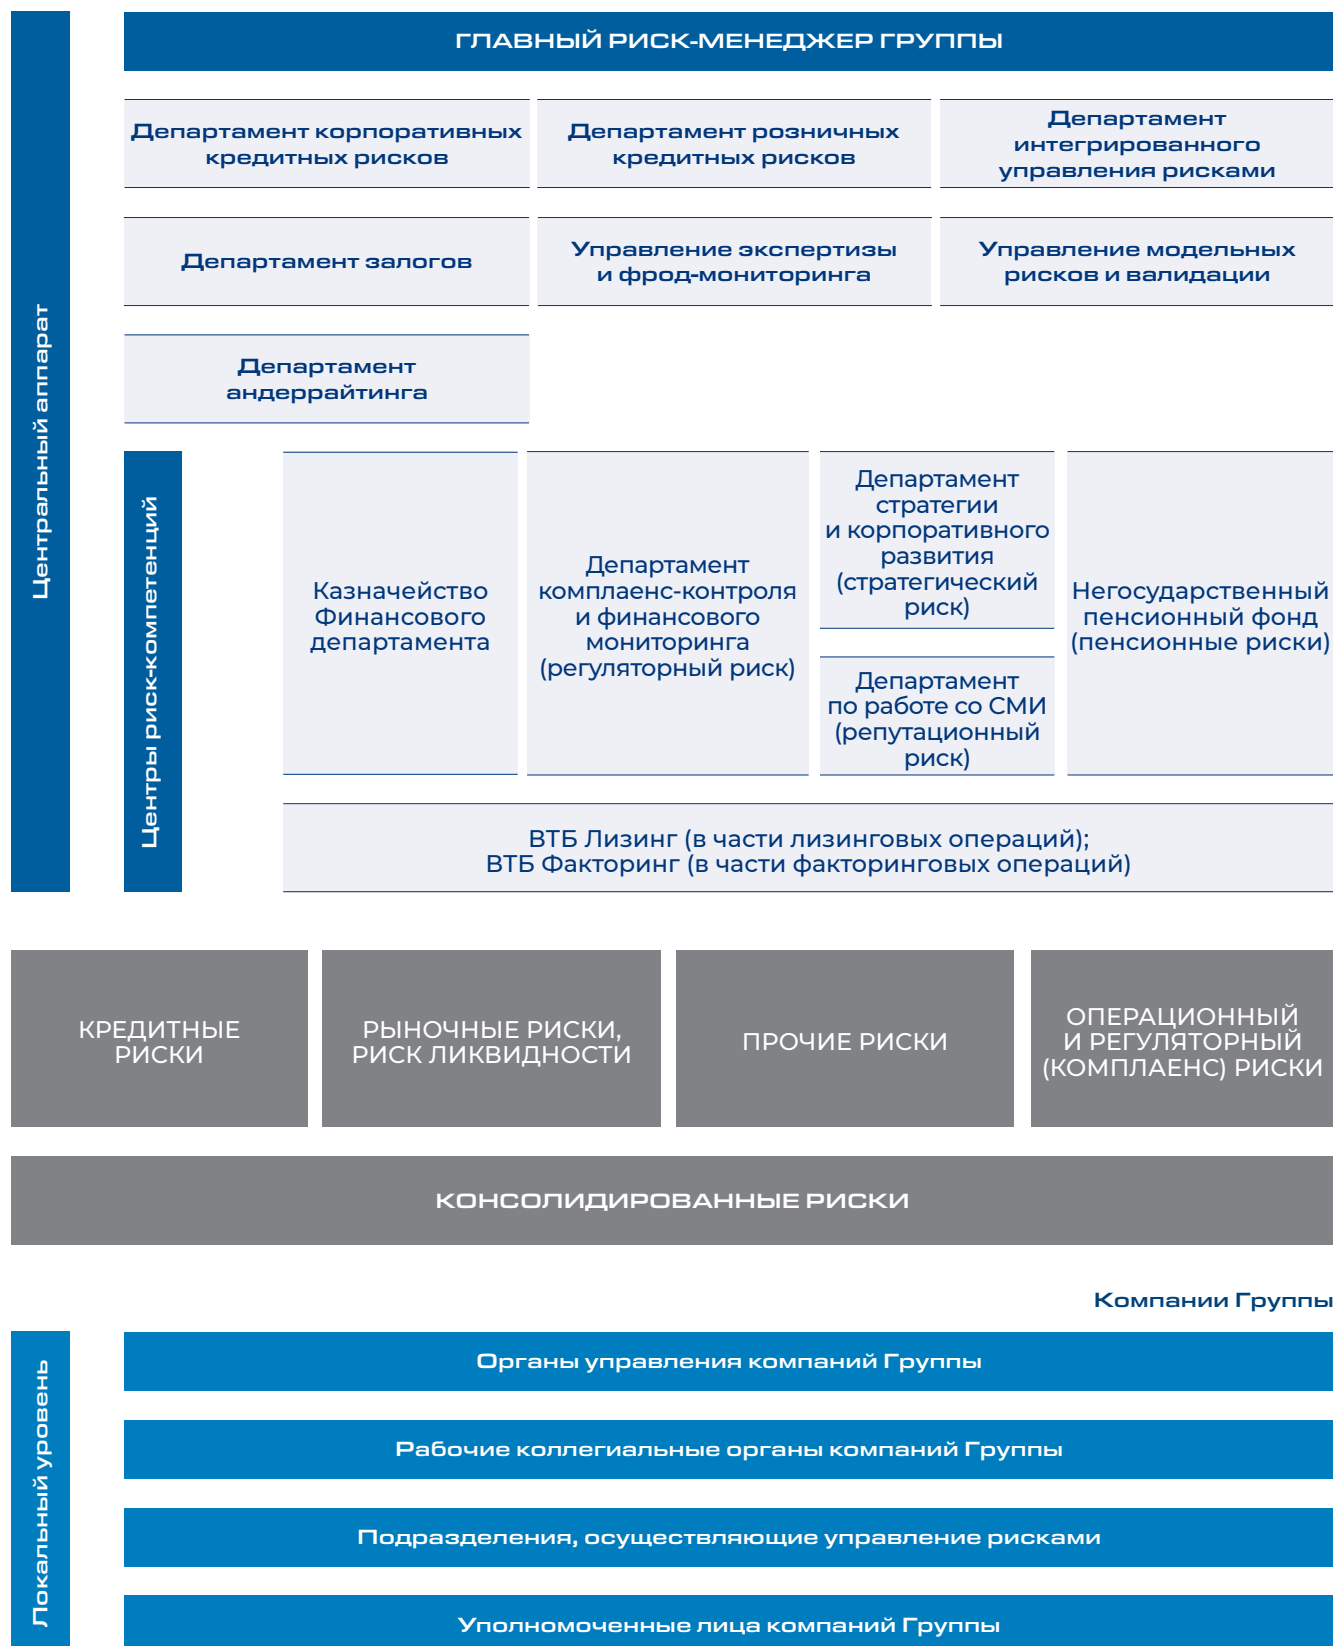 Центральный аппарат
ГЛАВНЫЙ РИСК-МЕНЕДЖЕР ГРУППЫ
Департамент корпоративных
кредитных рисков
Департамент розничных
кредитных рисков
Департамент
интегрированного
управления рисками
Департамент залогов
Управление экспертизы
и фрод-мониторинга
Управление модельных
рисков и валидации
Департамент
андеррайтинга
Центры риск-компетенций
Казначейство
Финансового
департамента
Департамент
комплаенс-контроля
и финансового
мониторинга
(регуляторный риск)
Департамент
стратегии
и корпоративного
развития
(стратегический
риск)
Департамент
по работе со СМИ
(репутационный
риск)
Негосударственный
пенсионный фонд
(пенсионные риски)
ВТБ Лизинг (в части лизинговых операций);
ВТБ Факторинг (в части факторинговых операций)
КРЕДИТНЫЕ
РИСКИ
РЫНОЧНЫЕ РИСКИ,
РИСК ЛИКВИДНОСТИ
ПРОЧИЕ РИСКИ
ОПЕРАЦИОННЫЙ
И РЕГУЛЯТОРНЫЙ
(КОМПЛАЕНС) РИСКИ
КОНСОЛИДИРОВАННЫЕ РИСКИ
Компании Группы
Локальный уровень
Органы управления компаний Группы
Рабочие коллегиальные органы компаний Группы
Подразделения, осуществляющие управление рисками
Уполномоченные лица компаний Группы